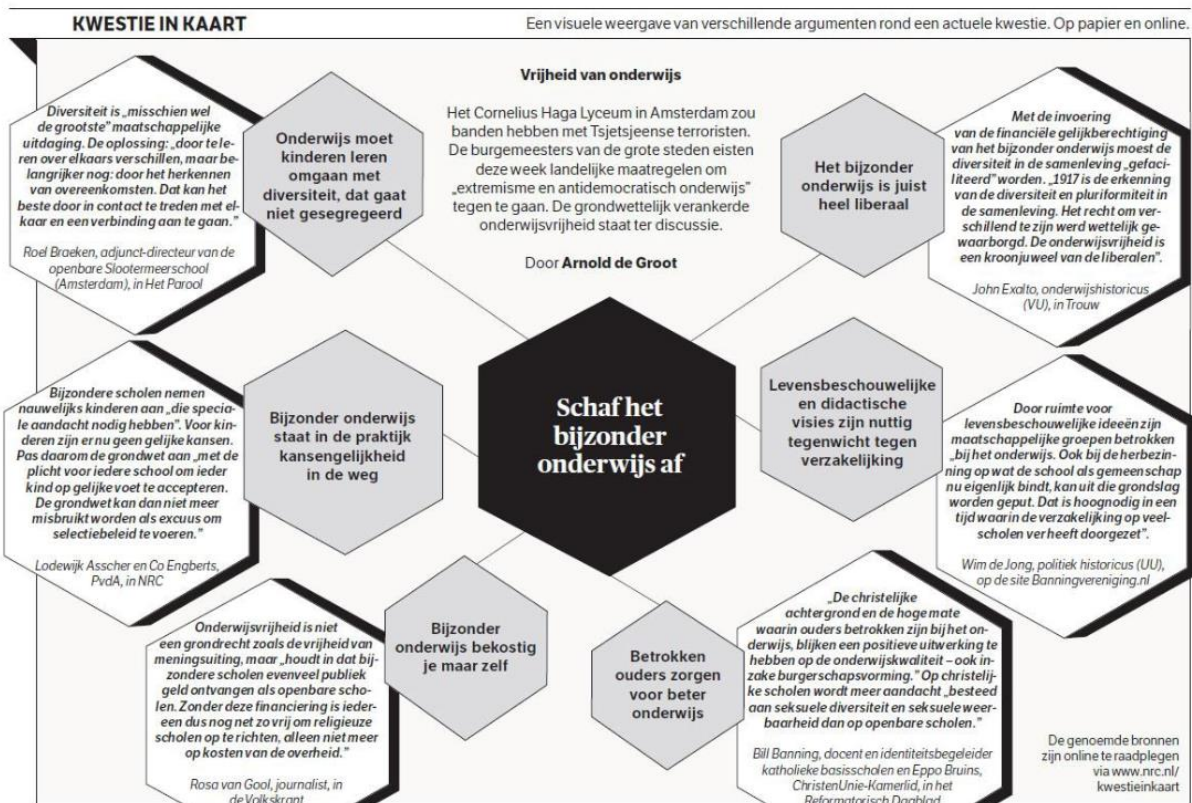 KWESTIE IN KAART
Een visuele weergave van verschillende argumenten rond een actuele kwestie. Op papier en online.
Vrijheid van onderwijs
Het Cornelius Haga Lyceum in Amsterdam zou
banden hebben met Tsjetsjeense terroristen.
De burgemeesters van de grote steden eisten
deze week landelijke maatregelen om
„extremisme en antidemocratisch onderwijs”
tegen te gaan. De grondwettelijk verankerde
onderwijsvrijheid staat ter discussie.
Door Arnold de Groot
Schaf het
bijzonder
onderwijs af
Diversiteit is „misschien wel
de grootste” maatschappelijke
uitdaging. De oplossing: „door te le-
ren over elkaars verschillen, maar be-
langrijker nog: door het herkennen
van overeenkomsten. Dat kan het
beste door in contact te treden met el-
kaar en een verbinding aan te gaan.”
Roel Braeken, adjunct-directeur van de
openbare Slootermeerschool
(Amsterdam), in Het Parool
Onderwijs moet
kinderen leren
omgaan met
diversiteit, dat gaat
niet gesegregeerd
Het bijzonder
onderwijs is juist
heel liberaal
Met de invoering
van de financiële gelijkberechtiging
van het bijzonder onderwijs moest de
diversiteit in de samenleving „gefaci-
liteerd” worden. „1917 is de erkenning
van de diversiteit en pluriformiteit in
de samenleving. Het recht om ver-
schillend te zijn werd wettelijk ge-
waarborgd. De onderwijsvrijheid is
een kroonjuweel van de liberalen”.
John Exalto, onderwijshistoricus
(VU), in Trouw
Bijzondere scholen nemen
nauwelijks kinderen aan „die specia-
le aandacht nodig hebben”. Voor kin-
deren zijn er nu geen gelijke kansen.
Pas daarom de grondwet aan „met de
plicht voor iedere school om ieder
kind op gelijke voet te accepteren.
De grondwet kan dan niet meer
misbruikt worden als excuus om
selectiebeleid te voeren.”
Lodewijk Asscher en Co Engberts,
PvdA, in NRC
Bijzonder onderwijs
staat in de praktijk
kansengelijkheid
in de weg
Levensbeschouwelijke
en didactische
visies zijn nuttig
tegenwicht tegen
verzakelijking
Door ruimte voor
levensbeschouwelijke ideeën zijn
maatschappelijke groepen betrokken
„bij het onderwijs. Ook bij de herbezin-
ning op wat de school als gemeenschap
nu eigenlijk bindt, kan uit die grondslag
worden geput. Dat is hoognodig in een
tijd waarin de verzakelijking op veel-
scholen ver heeft doorgezet”.
Wim de Jong, politiek historicus (UU),
op de site Banningvereniging.nl
Onderwijsvrijheid is niet
een grondrecht zoals de vrijheid van
meningsuiting, maar „houdt in dat bij-
zondere scholen evenveel publiek
geld ontvangen als openbare scho-
len. Zonder deze financiering is ieder-
een dus nog net zo vrij om religieuze
scholen op te richten, alleen niet meer
op kosten van de overheid.”
Rosa van Gool, journalist, in
de Volkskrant
Bijzonder
onderwijs bekostig
je maar zelf
Betrokken
ouders zorgen
voor beter
onderwijs
„De christelijke
achtergrond en de hoge mate
waarin ouders betrokken zijn bij het on-
derwijs, blijken een positieve uitwerking te
hebben op de onderwijskwaliteit – ook in-
zake burgerschapsvorming.” Op christelij-
ke scholen wordt meer aandacht „besteed
aan seksuele diversiteit en seksuele weer-
baarheid dan op openbare scholen.”
Bill Banning, docent en identiteitsbegeleider
katholieke basisscholen en Eppo Bruins,
ChristenUnie-Kamerlid, in het
Reformatorisch Dagblad
De genoemde bronnen
zijn online te raadplegen
via www.nrc.nl/
kwestieinkaart